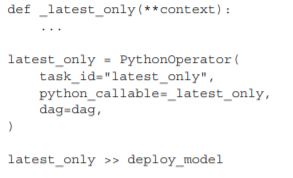 def _latest_only(**context):
    ...
latest_only = PythonOperator(
    task_id="latest_only",
    python_callable=_latest_only,
    dag=dag,
)
latest_only >> deploy_model